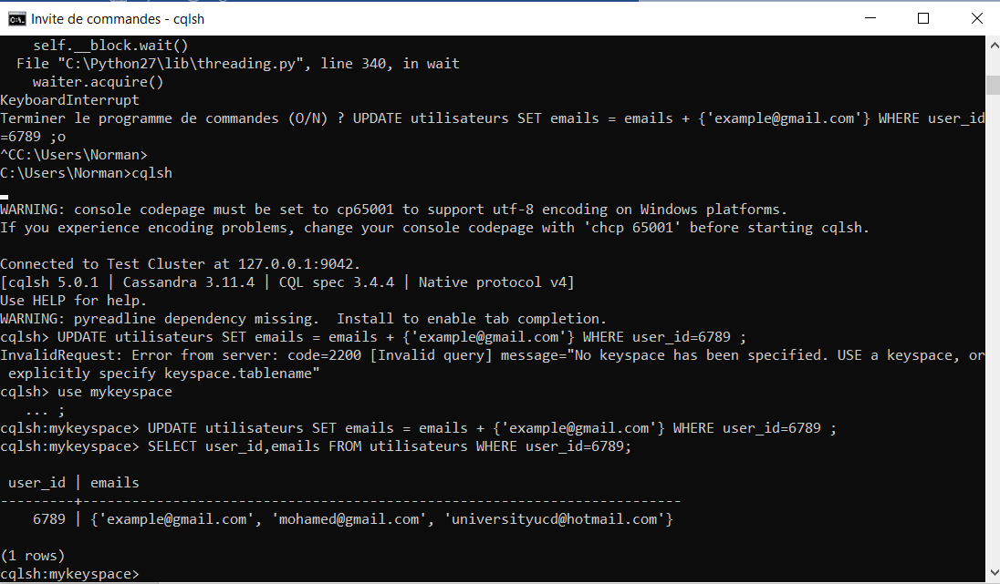 Invite de commandes - cqlsh
self.__block.wait()
File "C:\Python27\lib\threading.py", line 340, in wait
waiter.acquire()
KeyboardInterrupt
Terminer le programme de commandes (O/N) ? UPDATE utilisateurs SET emails = emails + {'example@gmail.com'} WHERE user_id
=6789 ;o
^CC:\Users\Norman>
C:\Users\Norman>cqlsh
WARNING: console codepage must be set to cp65001 to support utf-8 encoding on Windows platforms.
If you experience encoding problems, change your console codepage with 'chcp 65001' before starting cqlsh.
Connected to Test Cluster at 127.0.0.1:9042.
[cqlsh 5.0.1 | Cassandra 3.11.4 | CQL spec 3.4.4 | Native protocol v4]
Use HELP for help.
WARNING: pyreadline dependency missing.  Install to enable tab completion.
cqlsh> UPDATE utilisateurs SET emails = emails + {'example@gmail.com'} WHERE user_id=6789 ;
InvalidRequest: Error from server: code=2200 [Invalid query] message="No keyspace has been specified. USE a keyspace, or
explicitly specify keyspace.tablename"
cqlsh> use mykeyspace
... ;
cqlsh:mykeyspace> UPDATE utilisateurs SET emails = emails + {'example@gmail.com'} WHERE user_id=6789 ;
cqlsh:mykeyspace> SELECT user_id,emails FROM utilisateurs WHERE user_id=6789;
user_id | emails
---------+-------------------------------------------------------------------------
6789 | {'example@gmail.com', 'mohamed@gmail.com', 'universityucd@hotmail.com'}
(1 rows)
cqlsh:mykeyspace>